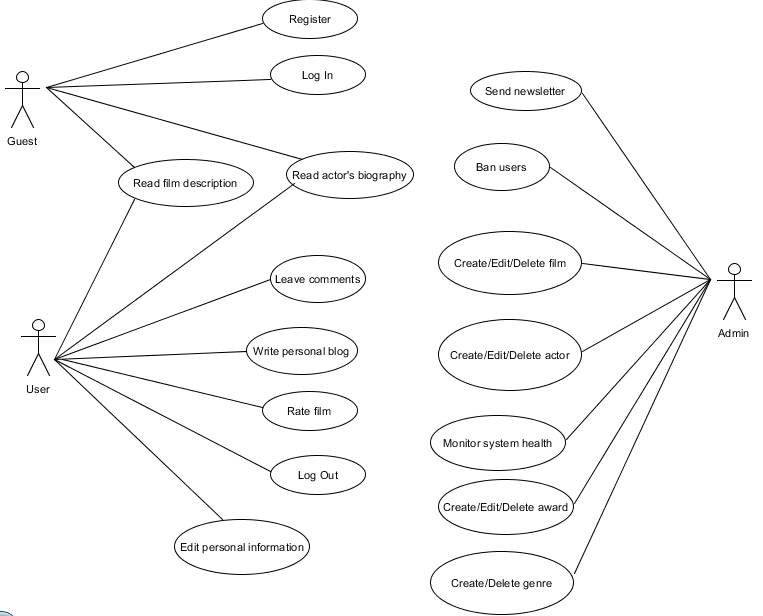 Register
Log In
Guest
Read film description
Read actor's biography
Leave comments
Write personal blog
User
Rate film
Log Out
Edit personal information
Send newsletter
Ban users
Create/Edit/Delete film
Admin
Create/Edit/Delete actor
Monitor system health
Create/Edit/Delete award
Create/Delete genre